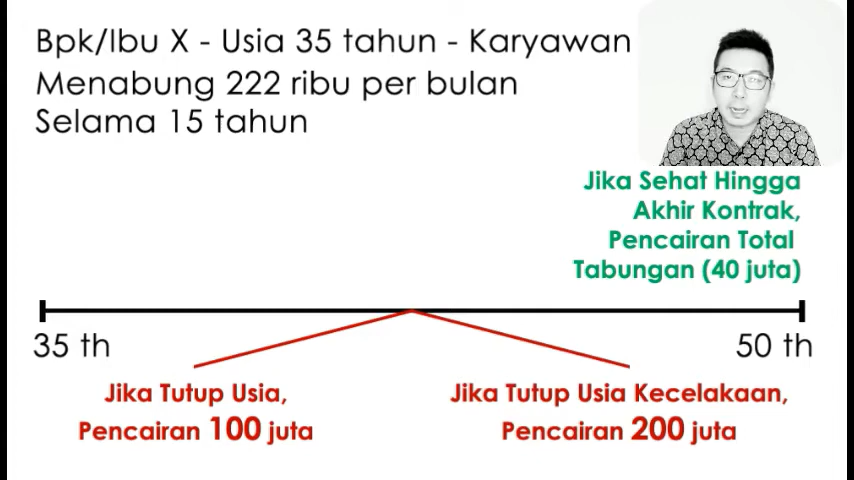 Bpk/Ibu X - Usia 35 tahun - Karyawan
Menabung 222 ribu per bulan
Selama 15 tahun
Jika Sehat Hingga
Akhir Kontrak,
Pencairan Total
Tabungan (40 juta)
35 th
50 th
Jika Tutup Usia,
Pencairan 100 juta
Jika Tutup Usia Kecelakaan,
Pencairan 200 juta